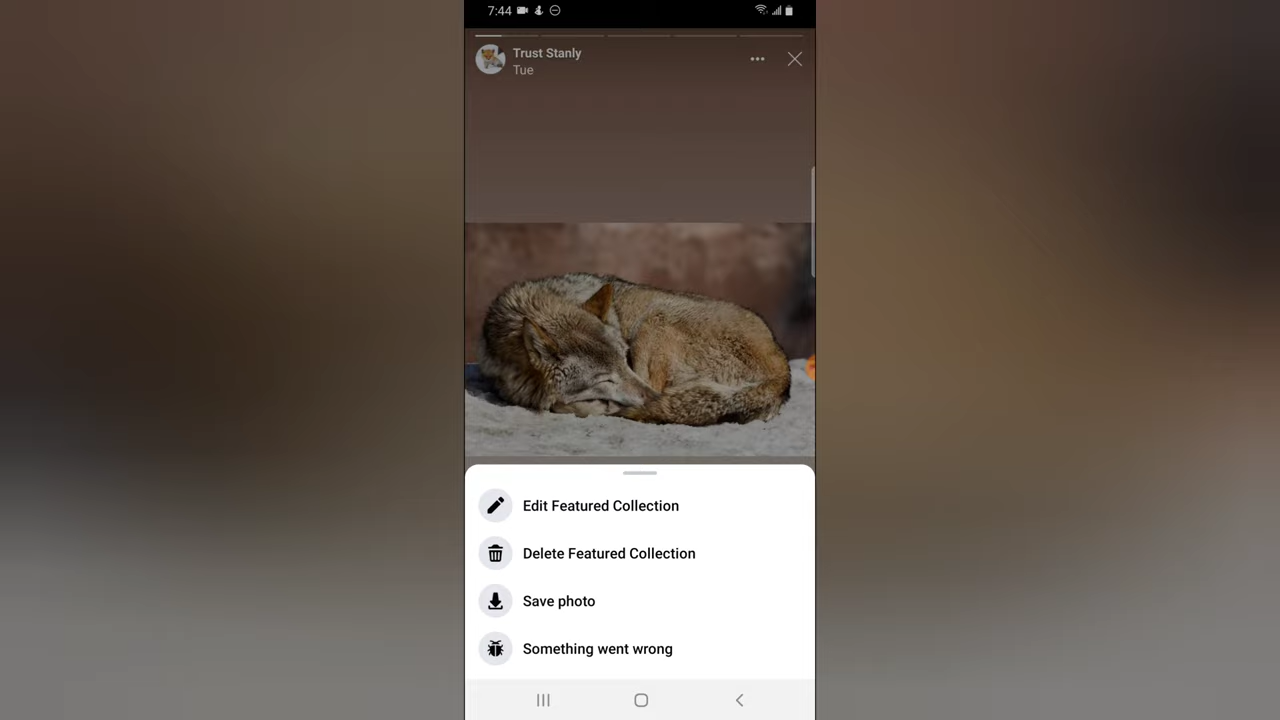 7:44
Trust Stanly
Tue
Edit Featured Collection
Delete Featured Collection
Save photo
Something went wrong